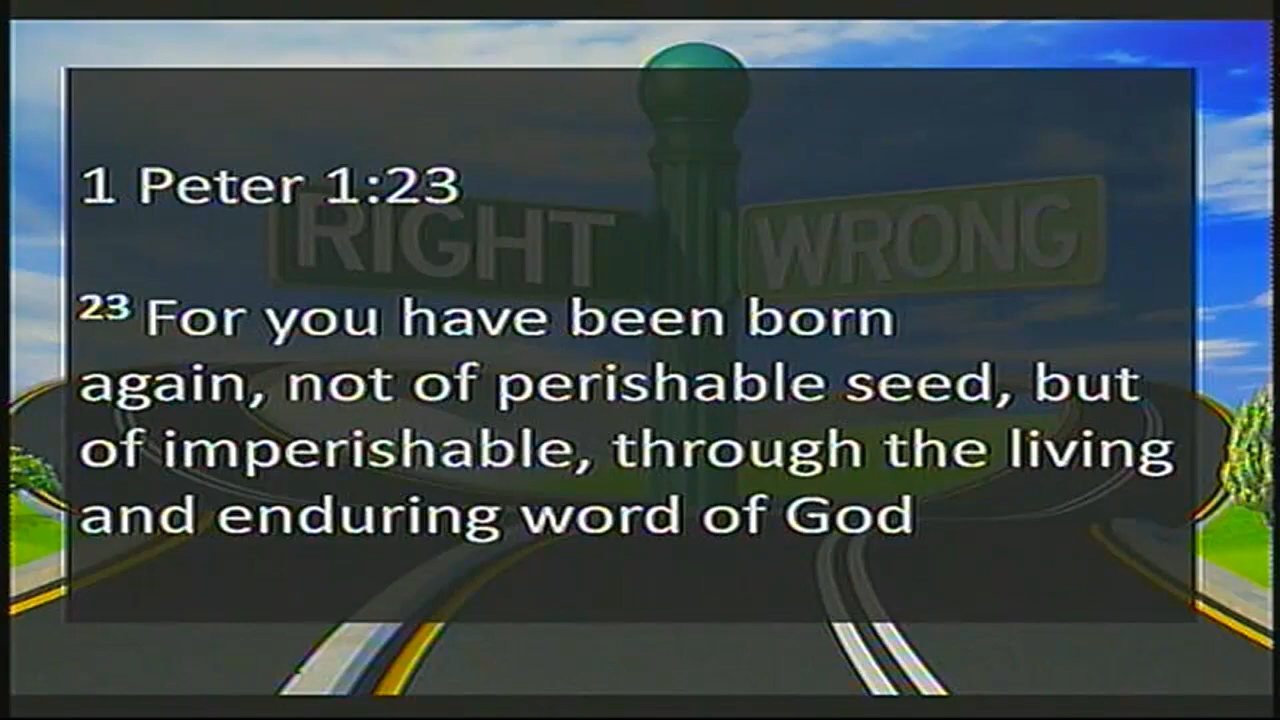 1 Peter 1:23
RIGHT
WRONG
23 For you have been born
again, not of perishable seed, but
of imperishable, through the living
and enduring word of God